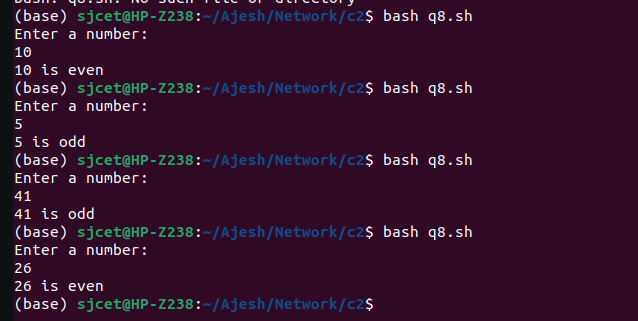 bash: q8.sh: No such file or directory
(base) sjcet@HP-Z238:~/Ajesh/Network/c2$ bash q8.sh
Enter a number:
10
10 is even
(base) sjcet@HP-Z238:~/Ajesh/Network/c2$ bash q8.sh
Enter a number:
5
5 is odd
(base) sjcet@HP-Z238:~/Ajesh/Network/c2$ bash q8.sh
Enter a number:
41
41 is odd
(base) sjcet@HP-Z238:~/Ajesh/Network/c2$ bash q8.sh
Enter a number:
26
26 is even
(base) sjcet@HP-Z238:~/Ajesh/Network/c2$